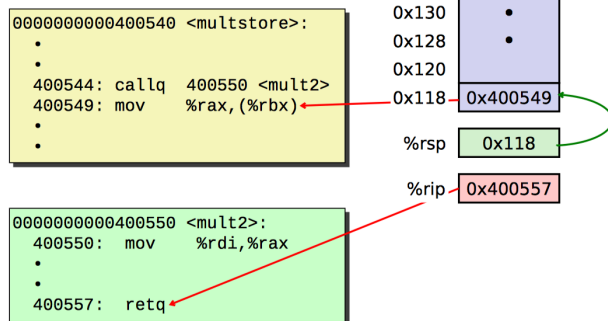 0000000000400540 <multstore>:
•
•
400544: callq 400550 <mult2>
400549: mov %rax,(%rbx)
•
•
0x130 •
0x128 •
0x120
0x118 0x400549
%rsp 0x118
%rip 0x400557
0000000000400550 <mult2>:
400550: mov %rdi,%rax
•
•
400557: retq